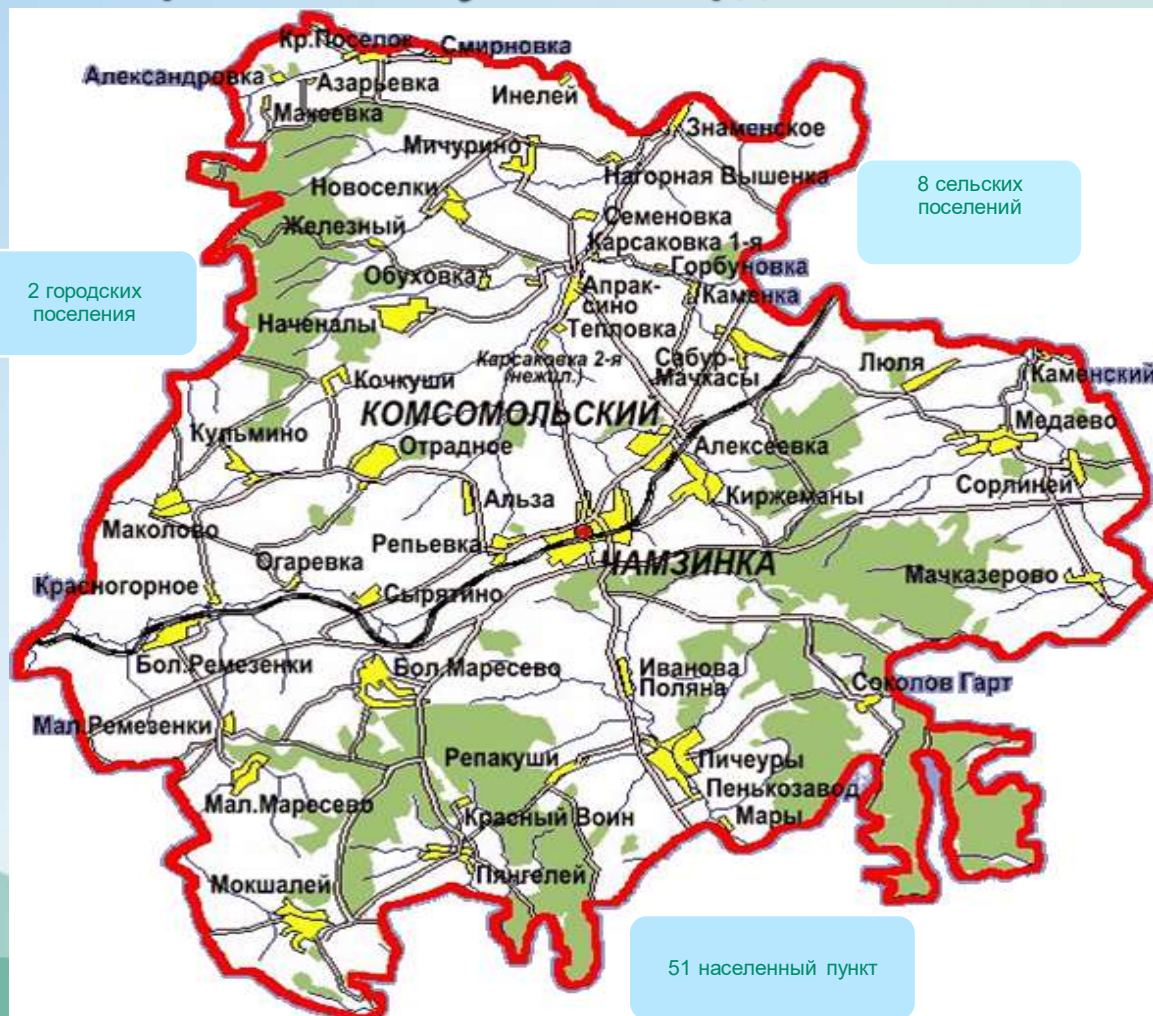 Кр.Поселок
Смирновка
Александровка
Азарьевка
Инелей
Макеевка
Знаменское
Мичурино
Нагорная Вышенка
8 сельских
поселений
Новоселки
Семеновка
Железный
Карсаковка 1-я
Горбуновка
Обуховка
Апрак-
сино
Каменка
2 городских
поселения
Наченалы
Тепловка
Карсаковка 2-я
(нежил.)
Сабур-
Мачкасы
Люля
Каменский
Кочкуши
КОМСОМОЛЬСКИЙ
Медаево
Кульмино
Отрадное
Алексеевка
Альза
Киржеманы
Сорлиней
Маколово
Репьевка
Огаревка
ЧАМЗИНКА
Мачказерово
Красногорное
Сырятино
Бол.Ремезенки
Бол.Маресево
Иванова
Поляна
Соколов Гарт
Мал.Ремезенки
Репакуши
Пичеуры
Пенькозавод
Мал.Маресево
Красный Воин
Мары
Пянгелей
Мокшалей
51 населенный пункт